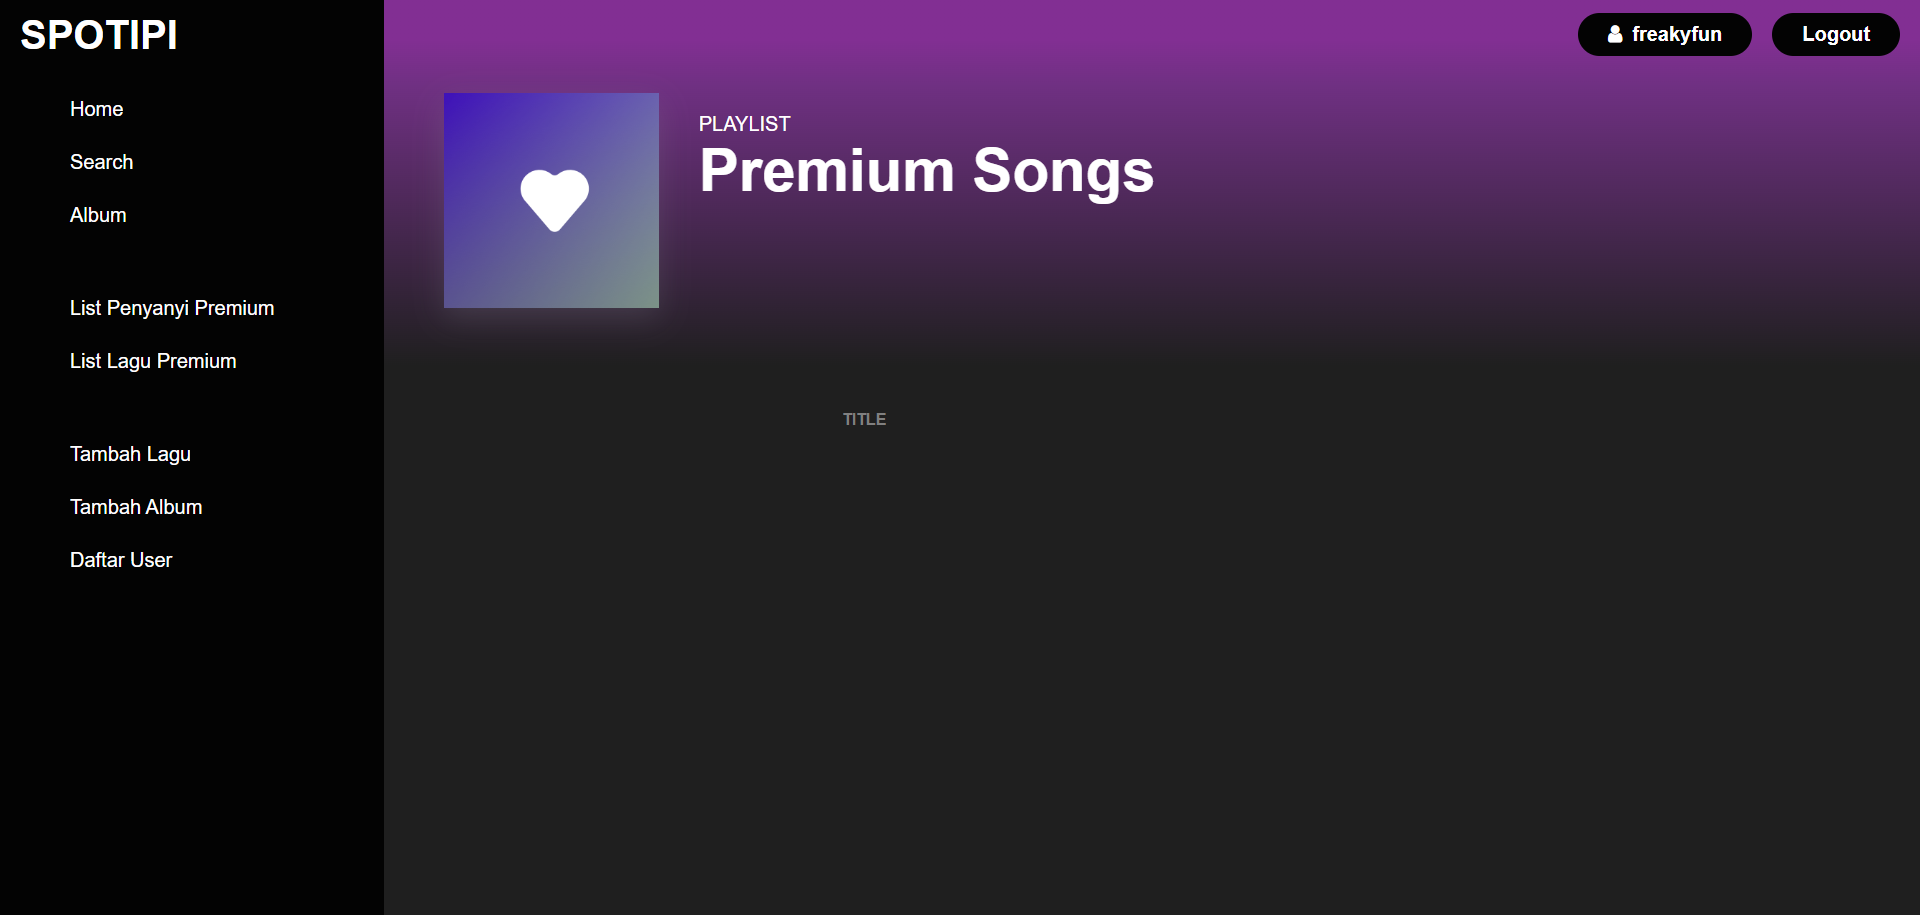 SPOTIPI
Home
Search
Album
List Penyanyi Premium
List Lagu Premium
Tambah Lagu
Tambah Album
Daftar User
freakyfun
Logout
PLAYLIST
Premium Songs
TITLE